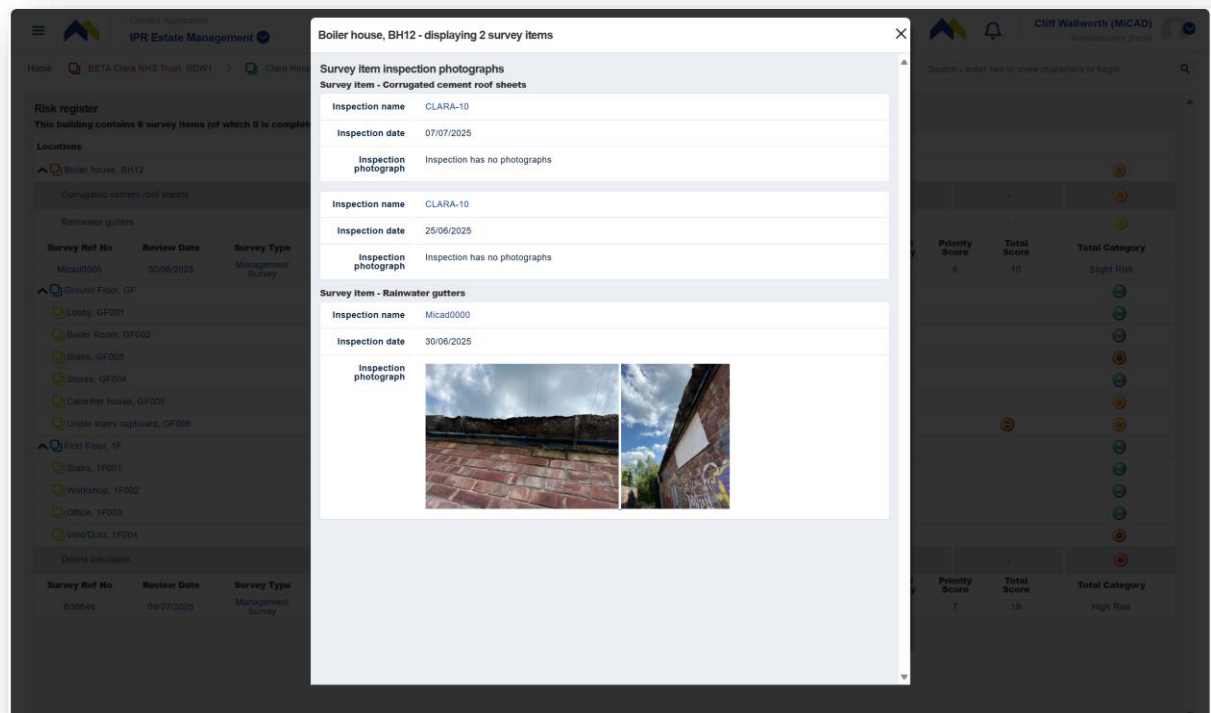 Current Application
IPR Estate Management
Cliff Wallworth (MICAD)
Administrator [beta]
Home
BETA Clara NHS Trust, RDW1 >
Clara Hosp
Search - enter two or more characters to begin
Boiler house, BH12 - displaying 2 survey items
Survey item inspection photographs
Survey item - Corrugated cement roof sheets
Inspection name CLARA-10
Inspection date 07/07/2025
Inspection photograph Inspection has no photographs
Inspection name CLARA-10
Inspection date 25/06/2025
Inspection photograph Inspection has no photographs
Survey item - Rainwater gutters
Inspection name Micad0000
Inspection date 30/06/2025
Inspection photograph
Risk register
This building contains 6 survey items (of which 0 is complet
Locations
Boiler house, BH12
Corrugated cement roof sheets -
Rainwater gutters -
Survey Ref No Review Date Survey Type Priority Score Total Score Total Category
Micad0000 30/06/2025 Management Survey 6 10 Slight Risk
Ground Floor, GF
Lobby, GF001
Boiler Room, GF002
Stairs, GF003
Stores, GF004
Calorifier house, GF005
Under stairs cupboard, GF006
First Floor, 1F
Stairs, 1F001
Workshop, 1F002
Office, 1F003
Void/Duct, 1F004
Debris Insulation -
Survey Ref No Review Date Survey Type Priority Score Total Score Total Category
B30646 09/07/2025 Management Survey 7 19 High Risk